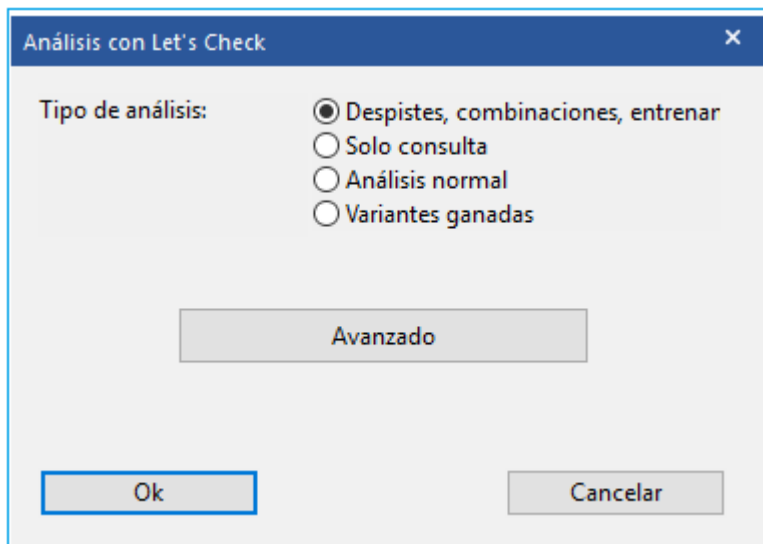 Análisis con Let's Check
Tipo de análisis:
Despistes, combinaciones, entrenar
Solo consulta
Análisis normal
Variantes ganadas
Avanzado
Ok
Cancelar